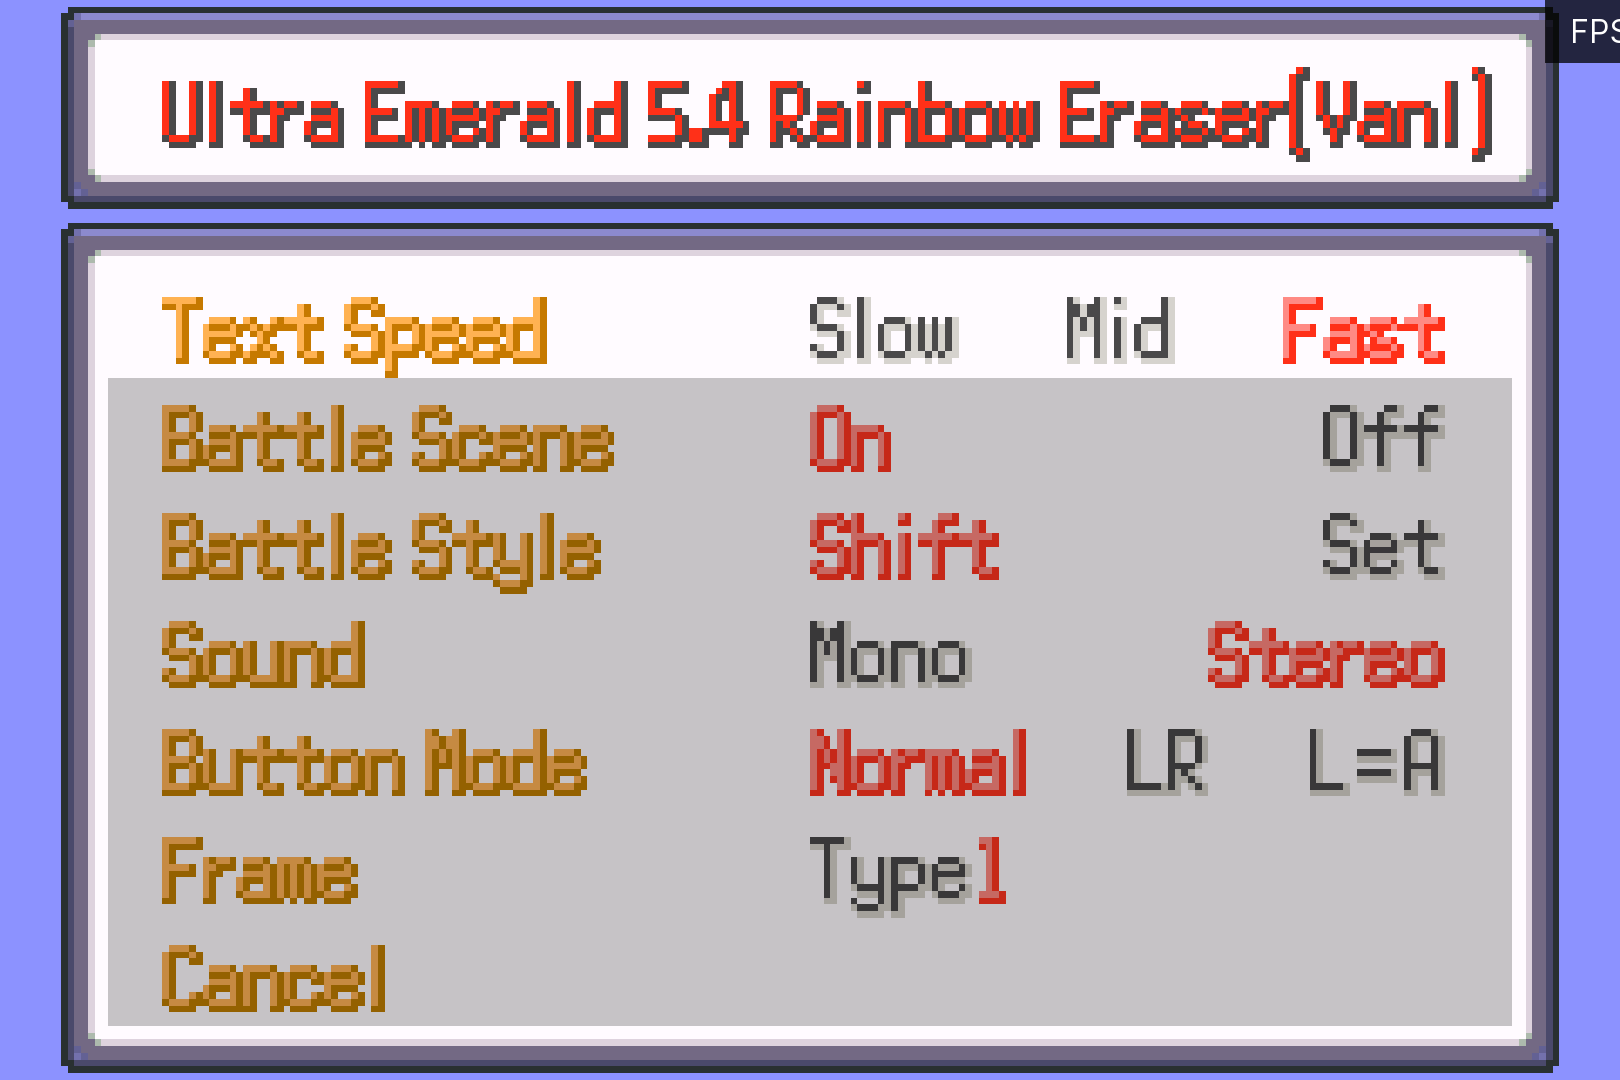 Ultra Emerald 5.4 Rainbow Eraser(Vanl)
Text Speed Slow Mid Fast
Battle Scene On Off
Battle Style Shift Set
Sound Mono Stereo
Button Mode Normal LR L=A
Frame Type1
Cancel